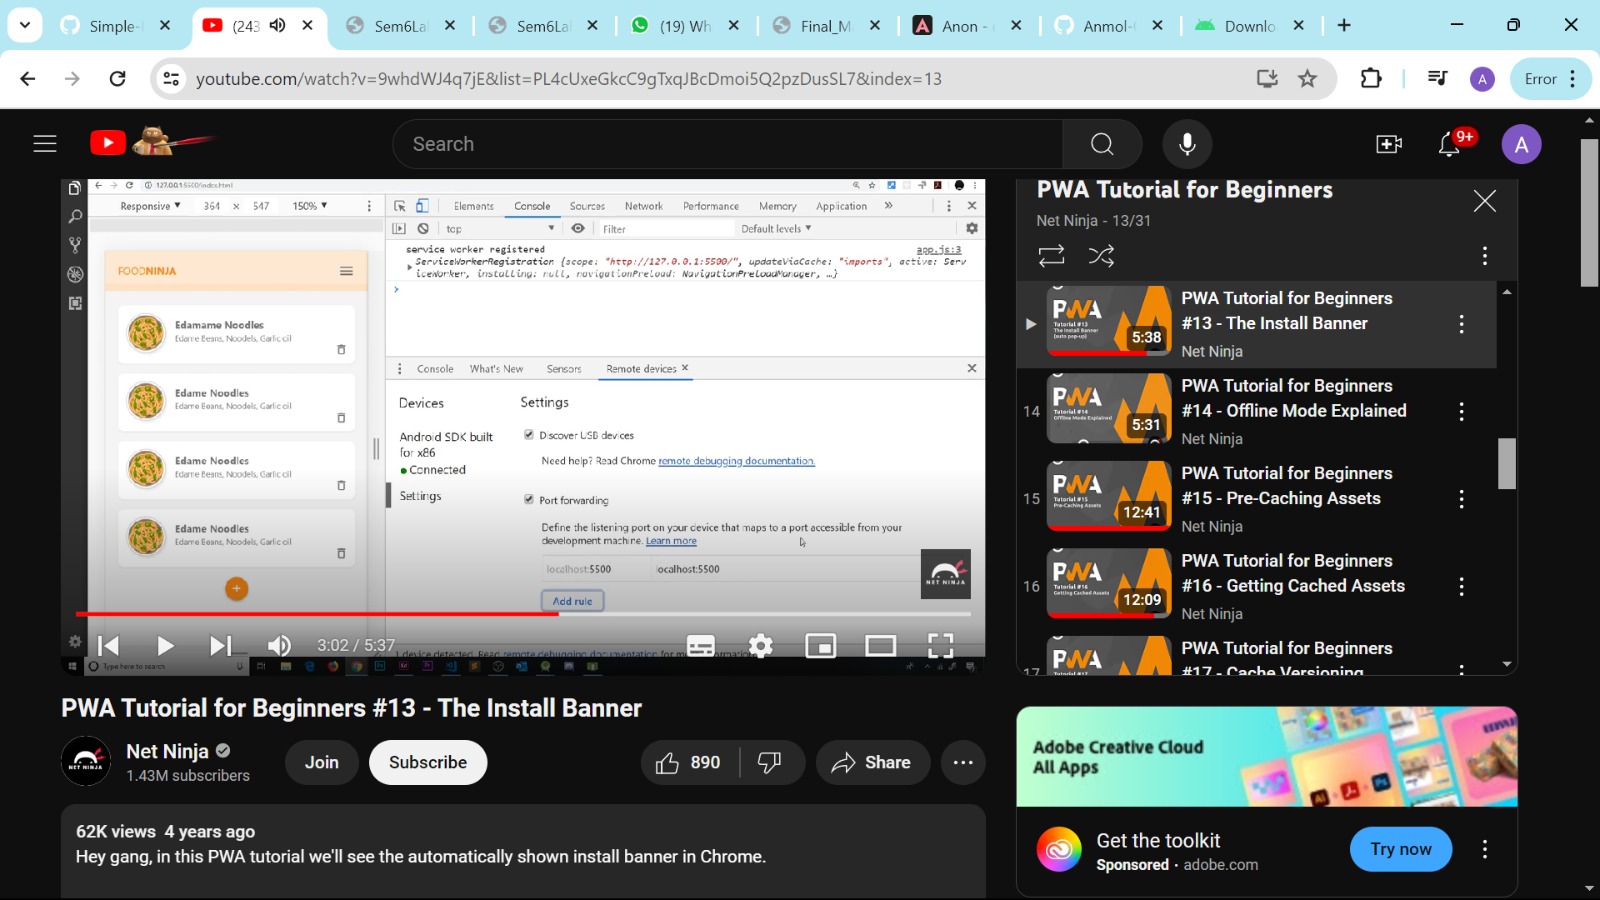 Simple-
(243
Sem6La
Sem6La
(19) Wh
Final_M
Anon -
Anmol-
Downlo
youtube.com/watch?v=9whdWJ4q7jE&list=PL4cUxeGkcC9gTxqJBcDmoi5Q2pzDusSL7&index=13
A
Error
Search
9+
A
127.0.0.1:5500/index.html
Responsive 364 x 547 150%
Elements Console Sources Network Performance Memory Application »
top Filter Default levels
service worker registered app.js:3
ServiceWorkerRegistration {scope: "http://127.0.0.1:5500/", updateViaCache: "imports", active: Serv
iceWorker, installing: null, navigationPreload: NavigationPreloadManager, …}
FOODNINJA
Edamame Noodles
Edame Beans, Noodels, Garlic oil
Edame Noodles
Edame Beans, Noodels, Garlic oil
Edame Noodles
Edame Beans, Noodels, Garlic oil
Edame Noodles
Edame Beans, Noodels, Garlic oil
Console What's New Sensors Remote devices
Devices
Settings
Android SDK built
for x86
Connected
Settings
Discover USB devices
Need help? Read Chrome remote debugging documentation.
Port forwarding
Define the listening port on your device that maps to a port accessible from your
development machine. Learn more
localhost:5500 localhost:5500
Add rule
NET NINJA
1 device detected. Read remote debugging documentation for more information.
3:02 / 5:37
Type here to search
PWA Tutorial for Beginners #13 - The Install Banner
Net Ninja
1.43M subscribers
NET NINJA
Join
Subscribe
890
Share
62K views 4 years ago
Hey gang, in this PWA tutorial we'll see the automatically shown install banner in Chrome.
PWA Tutorial for Beginners
Net Ninja - 13/31
PWA
Tutorial #13
The Install Banner
(auto pop-up)
5:38
PWA Tutorial for Beginners
#13 - The Install Banner
Net Ninja
14
PWA
Tutorial #14
Offline Mode Explained
5:31
PWA Tutorial for Beginners
#14 - Offline Mode Explained
Net Ninja
15
PWA
Tutorial #15
Pre-Caching Assets
12:41
PWA Tutorial for Beginners
#15 - Pre-Caching Assets
Net Ninja
16
PWA
Tutorial #16
Getting Cached Assets
12:09
PWA Tutorial for Beginners
#16 - Getting Cached Assets
Net Ninja
17
PWA
PWA Tutorial for Beginners
#17 - Cache Versioning
Adobe Creative Cloud
All Apps
Get the toolkit
Sponsored · adobe.com
Try now